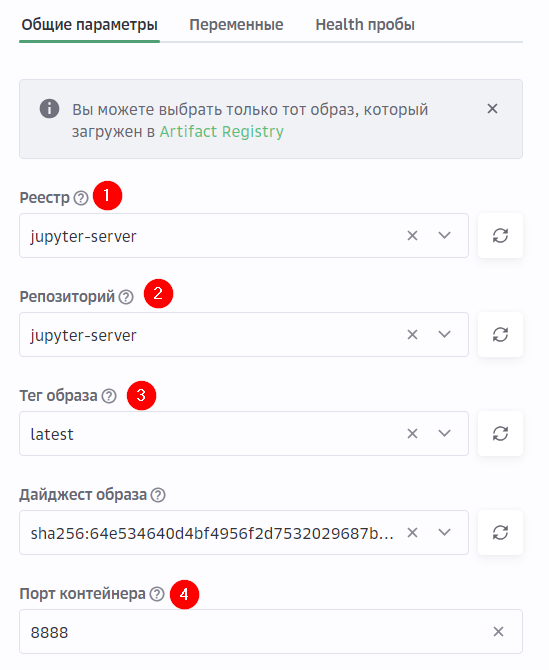 Общие параметры Переменные Health пробы
Вы можете выбрать только тот образ, который
загружен в Artifact Registry
Реестр 1
jupyter-server
Репозиторий 2
jupyter-server
Тег образа 3
latest
Дайджест образа
sha256:64e534640d4bf4956f2d7532029687b...
Порт контейнера 4
8888